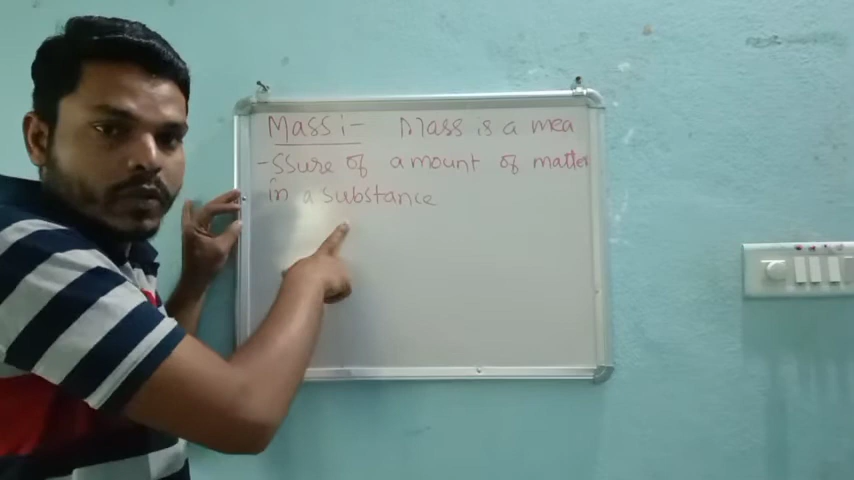 Mass :- Mass is a mea
-ssure of amount of matter
in a substance